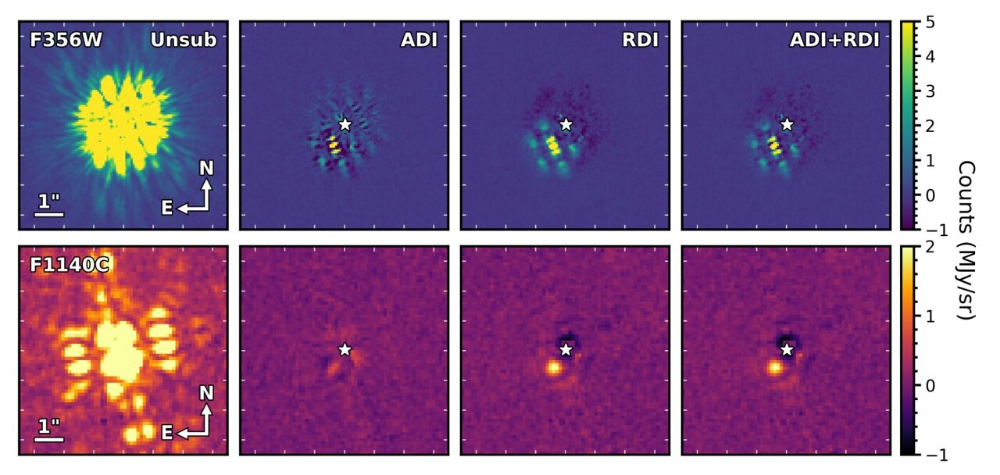 F356W Unsub ADI RDI ADI+RDI
N
E
1"
5
4
3
2
1
0
−1
F1140C
N
E
1"
2
1
0
−1
Counts (MJy/sr)